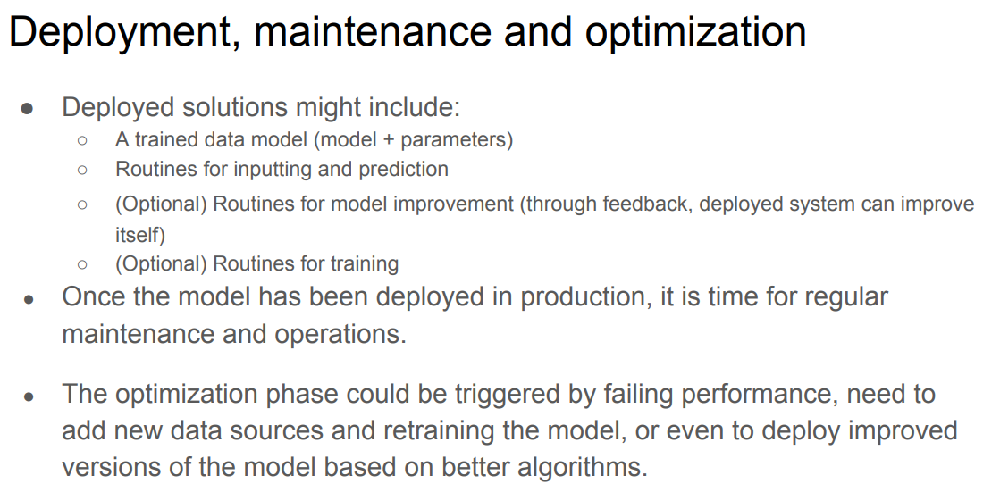 Deployment, maintenance and optimization
● Deployed solutions might include:
○ A trained data model (model + parameters)
○ Routines for inputting and prediction
○ (Optional) Routines for model improvement (through feedback, deployed system can improve
itself)
○ (Optional) Routines for training
● Once the model has been deployed in production, it is time for regular
maintenance and operations.
● The optimization phase could be triggered by failing performance, need to
add new data sources and retraining the model, or even to deploy improved
versions of the model based on better algorithms.